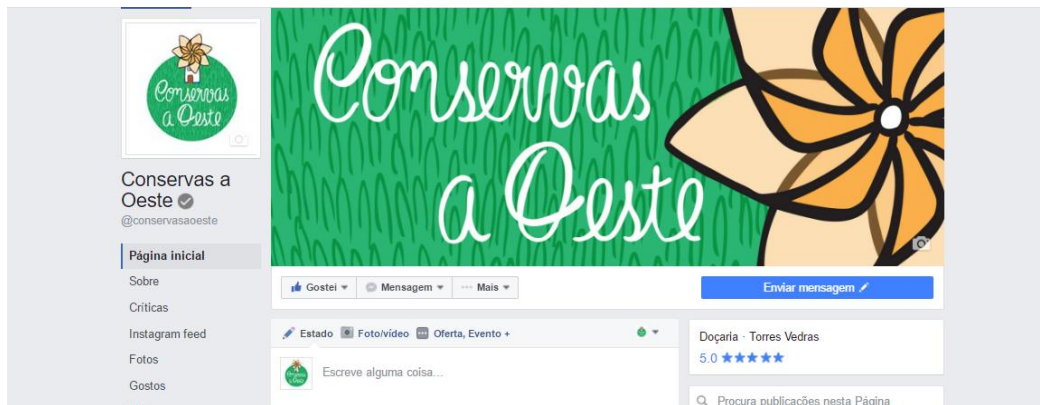 Conservas
a Oeste
Conservas
a Oeste
Conservas a
Oeste
@conservasaoeste
Página inicial
Sobre
Críticas
Instagram feed
Fotos
Gostos
Gostei
Mensagem
Mais
Enviar mensagem
Estado
Foto/vídeo
Oferta, Evento +
Escreve alguma coisa...
Doçaria · Torres Vedras
5.0 ★★★★★
Procura publicações nesta Página